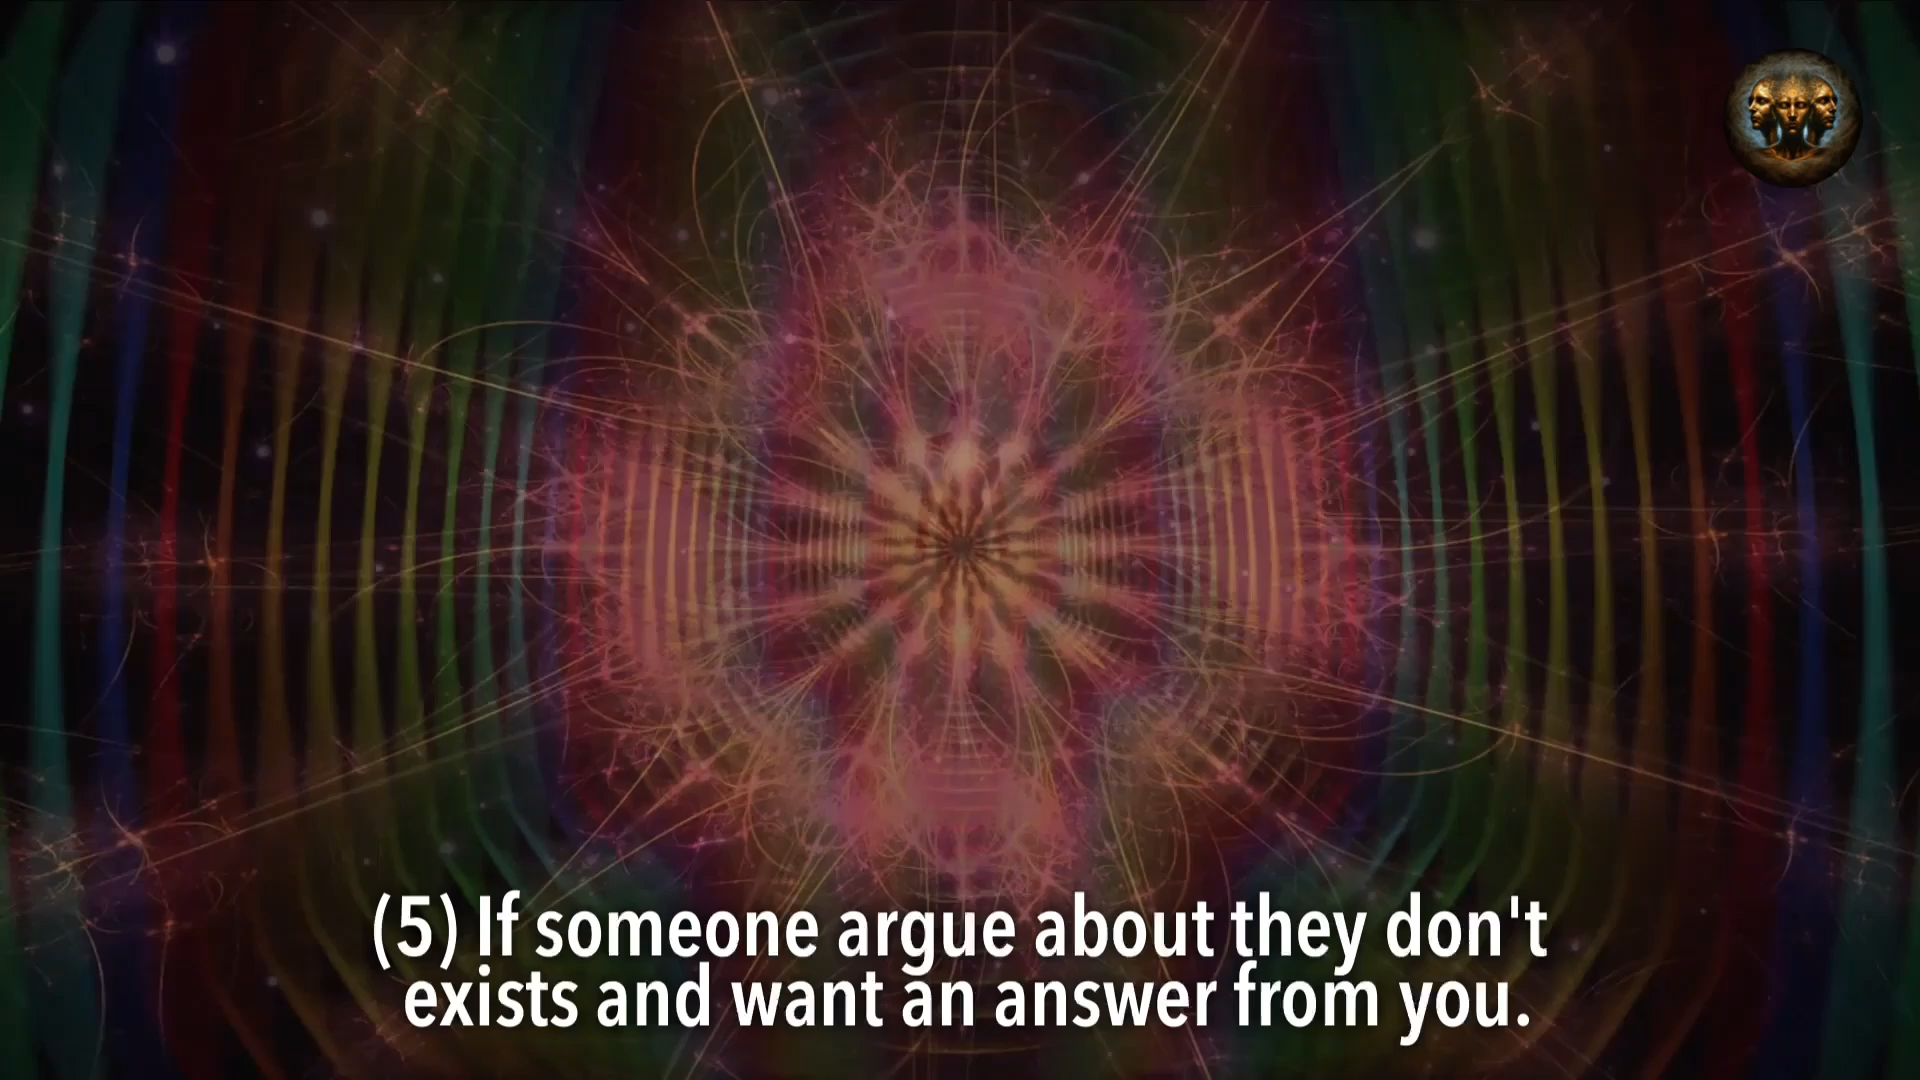 (5) If someone argue about they don't
exists and want an answer from you.